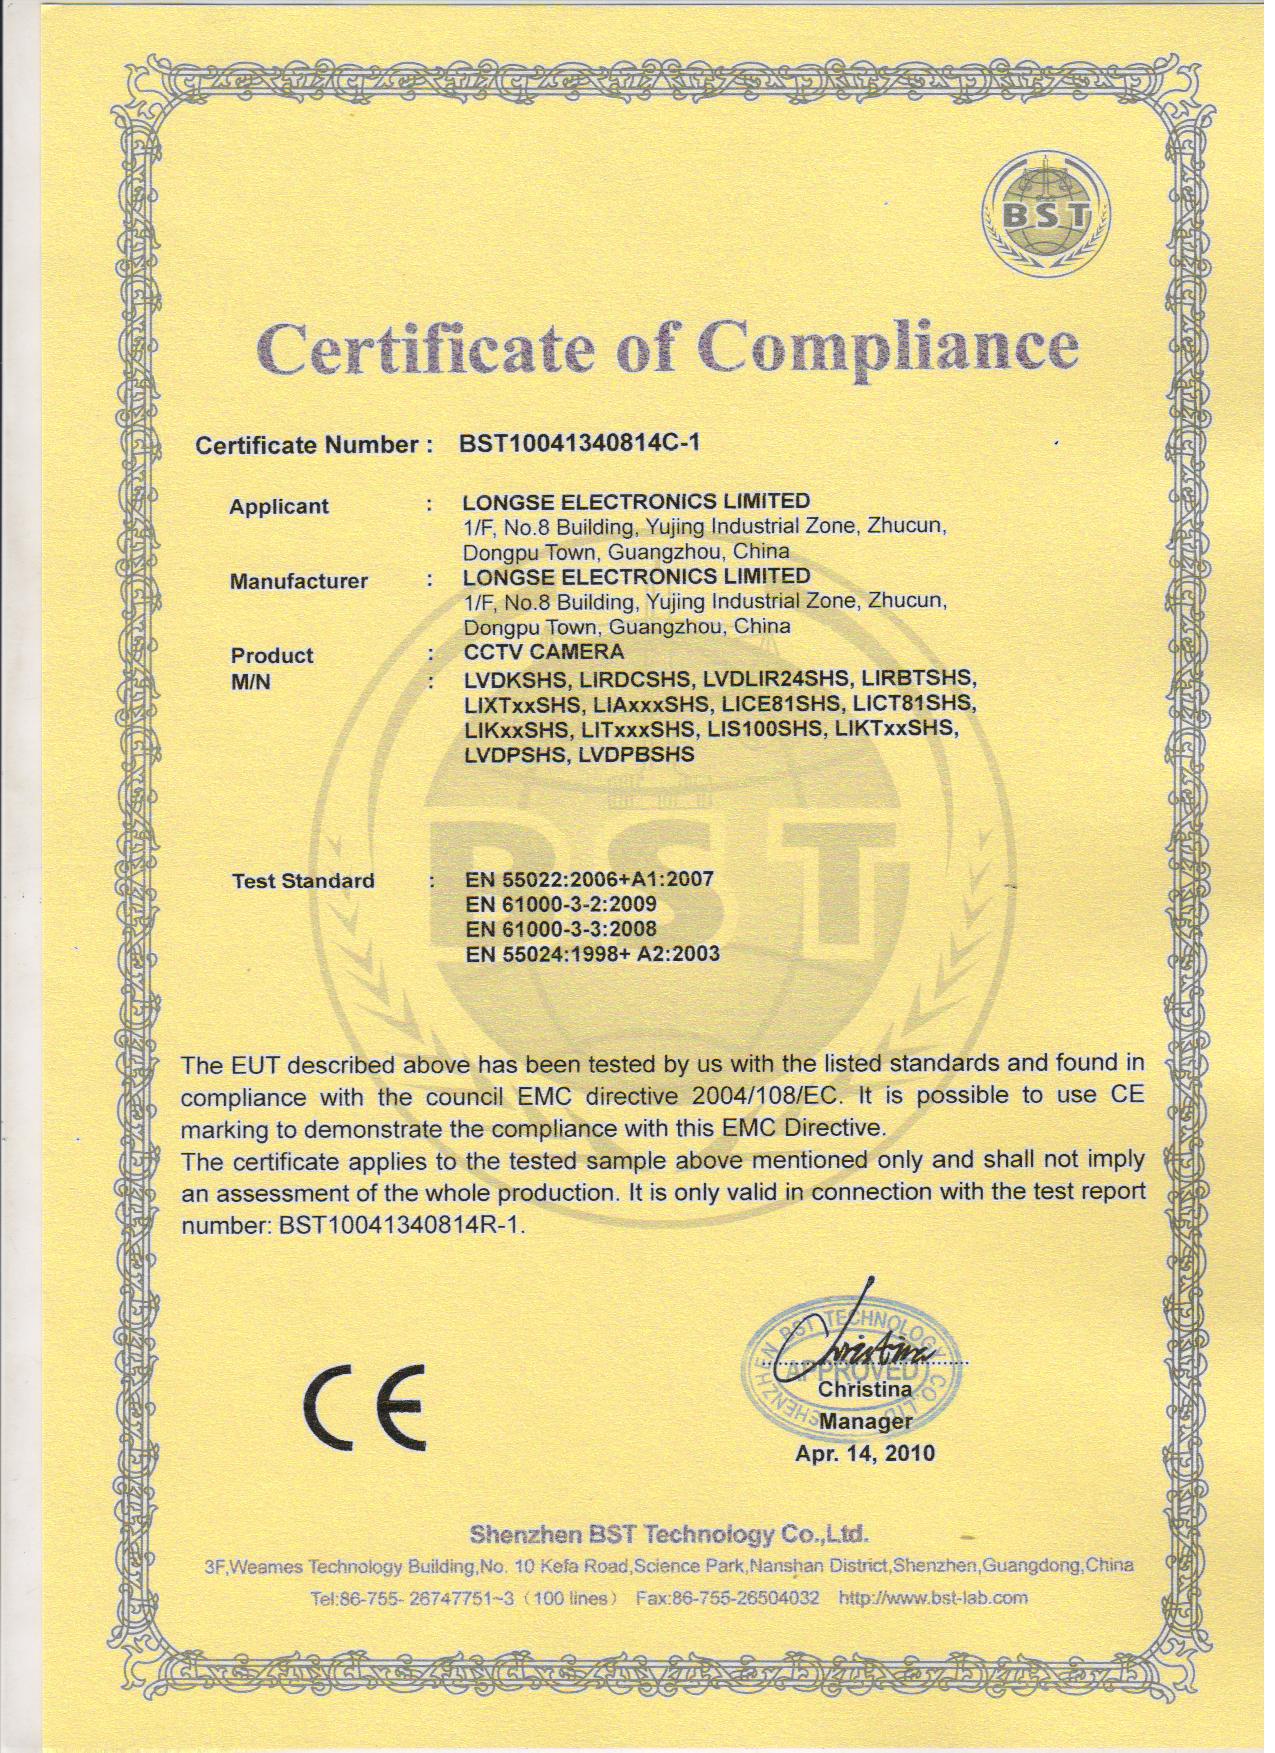 BST
Certificate of Compliance
Certificate Number : BST10041340814C-1
Applicant : LONGSE ELECTRONICS LIMITED
1/F, No.8 Building, Yujing Industrial Zone, Zhucun,
Dongpu Town, Guangzhou, China
Manufacturer : LONGSE ELECTRONICS LIMITED
1/F, No.8 Building, Yujing Industrial Zone, Zhucun,
Dongpu Town, Guangzhou, China
Product : CCTV CAMERA
M/N : LVDKSHS, LIRDCSHS, LVDLIR24SHS, LIRBTSHS,
LIXTxxSHS, LIAxxxSHS, LICE81SHS, LICT81SHS,
LIKxxSHS, LITxxxSHS, LIS100SHS, LIKTxxSHS,
LVDPSHS, LVDPBSHS
BST
Test Standard : EN 55022:2006+A1:2007
EN 61000-3-2:2009
EN 61000-3-3:2008
EN 55024:1998+ A2:2003
The EUT described above has been tested by us with the listed standards and found in
compliance with the council EMC directive 2004/108/EC. It is possible to use CE
marking to demonstrate the compliance with this EMC Directive.
The certificate applies to the tested sample above mentioned only and shall not imply
an assessment of the whole production. It is only valid in connection with the test report
number: BST10041340814R-1.
CE
SHENZHEN BST TECHNOLOGY CO.,LTD.
Christina
APPROVED
Christina
Manager
Apr. 14, 2010
Shenzhen BST Technology Co.,Ltd.
3F,Weames Technology Building,No. 10 Kefa Road,Science Park,Nanshan District,Shenzhen,Guangdong,China
Tel:86-755- 26747751~3（100 lines） Fax:86-755-26504032 http://www.bst-lab.com